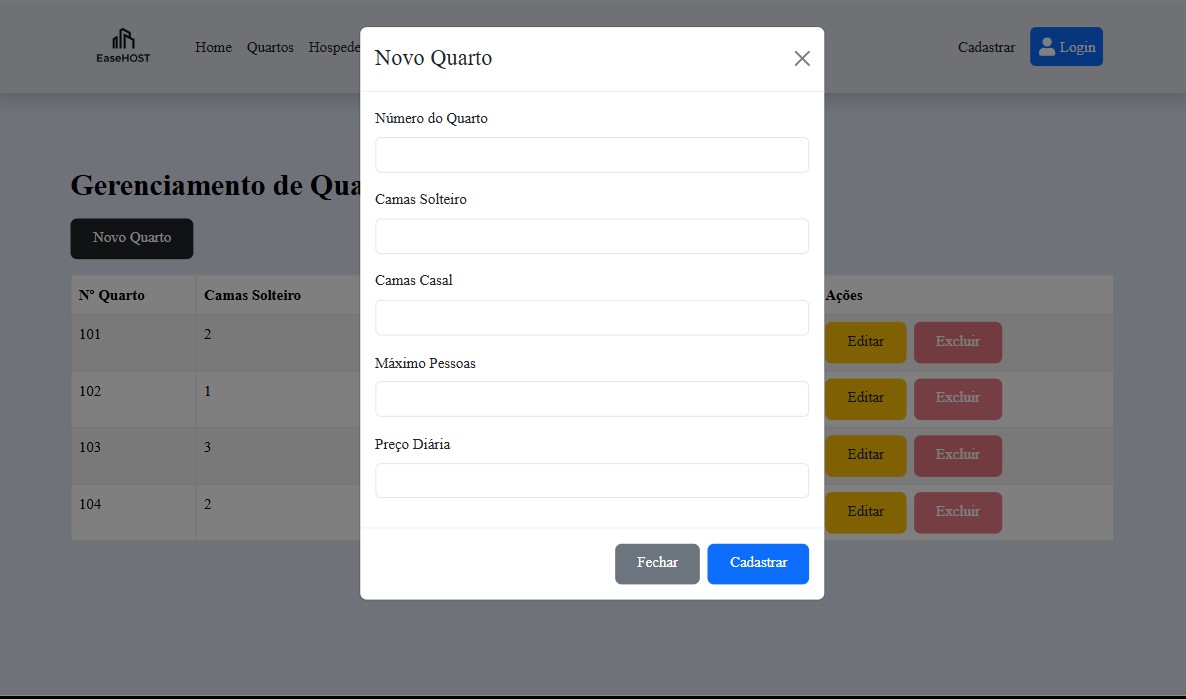 EaseHOST
Home Quartos Hospede
Cadastrar Login
Novo Quarto
Número do Quarto
Camas Solteiro
Camas Casal
Máximo Pessoas
Preço Diária
Fechar Cadastrar
Gerenciamento de Qua
Novo Quarto
Nº Quarto Camas Solteiro Ações
101 2 Editar Excluir
102 1 Editar Excluir
103 3 Editar Excluir
104 2 Editar Excluir